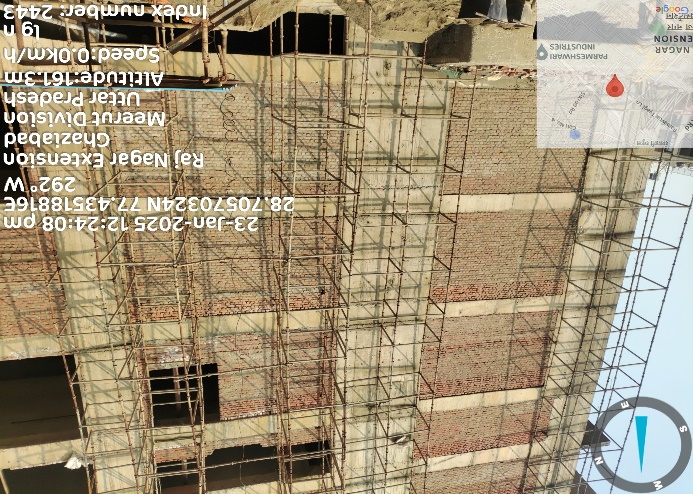 23-Jan-2025 12:24:08 pm
28.70570324N 77.43518816E
292° W
Raj Nagar Extension
Ghaziabad
Meerut Division
Uttar Pradesh
Altitude:161.3m
Speed:0.0km/h
Index number: 2443
PARMESHWARI
INDUSTRIES
NAGAR
ENSION
Google
N
E
S
W